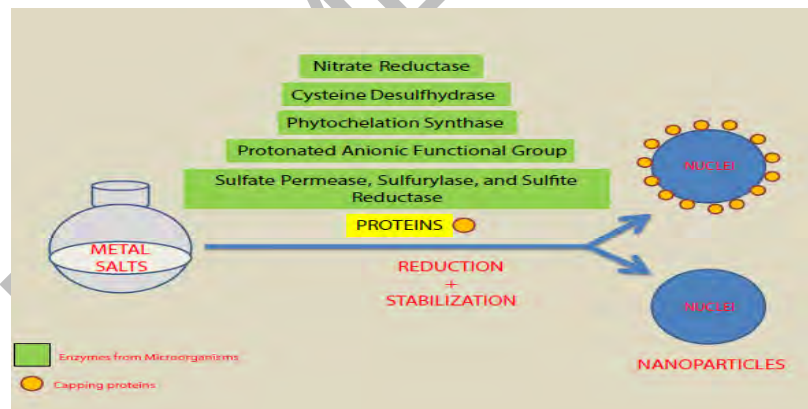 Nitrate Reductase
Cysteine Desulfhydrase
Phytochelation Synthase
Protonated Anionic Functional Group
Sulfate Permease, Sulfurylase, and Sulfite
Reductase
PROTEINS
METAL
SALTS
REDUCTION
+
STABILIZATION
NUCLEI
NUCLEI
NANOPARTICLES
Enzymes from Microorganisms
Capping proteins